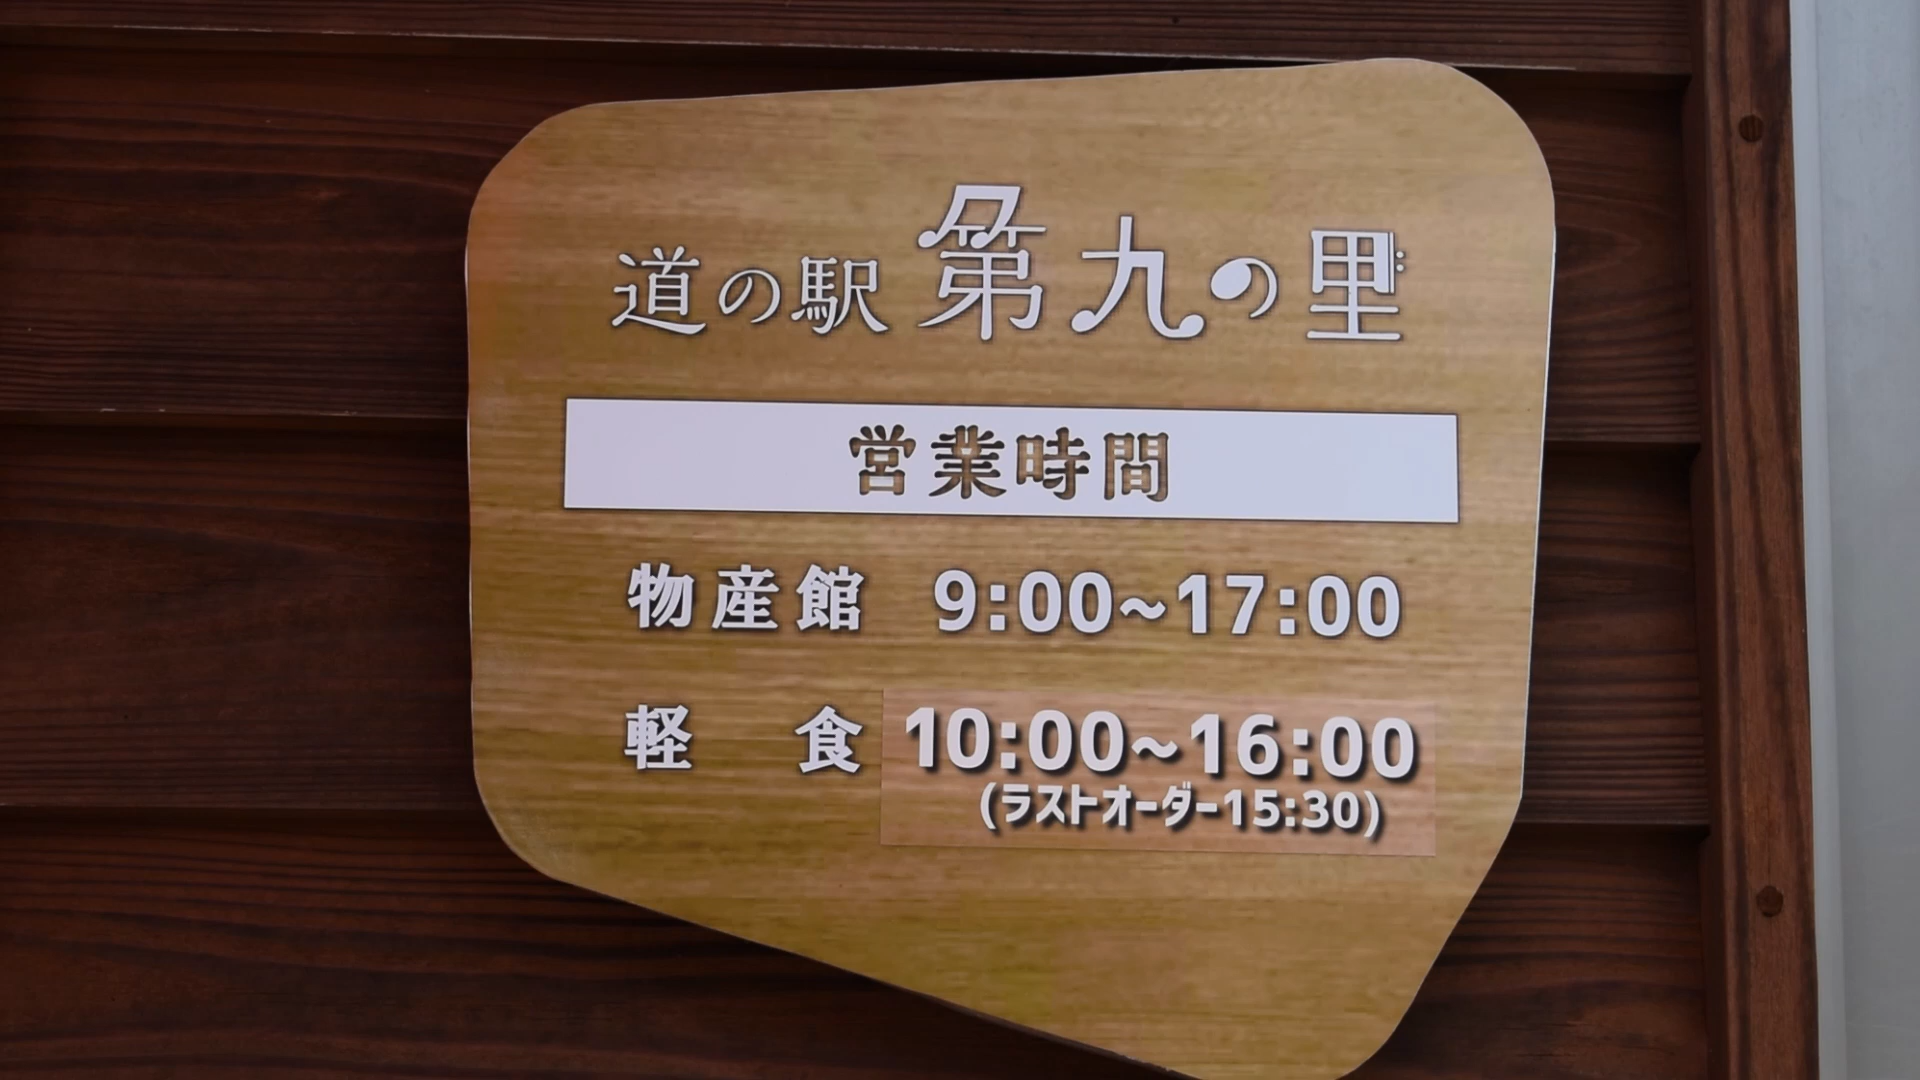 道の駅 第九の里
営業時間
物産館 9:00~17:00
軽 食 10:00~16:00
(ラストオーダー15:30)